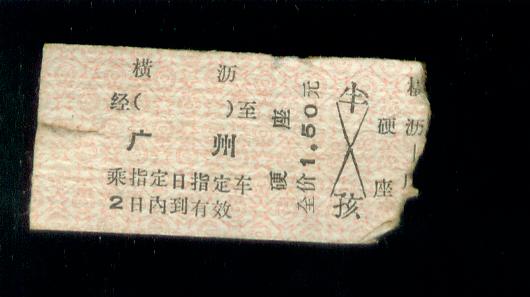 横 沥
经( )至
广 州
乘指定日指定车
2日内到有效
硬 座
全价1.50元
半
孩
硬 座
横沥—广